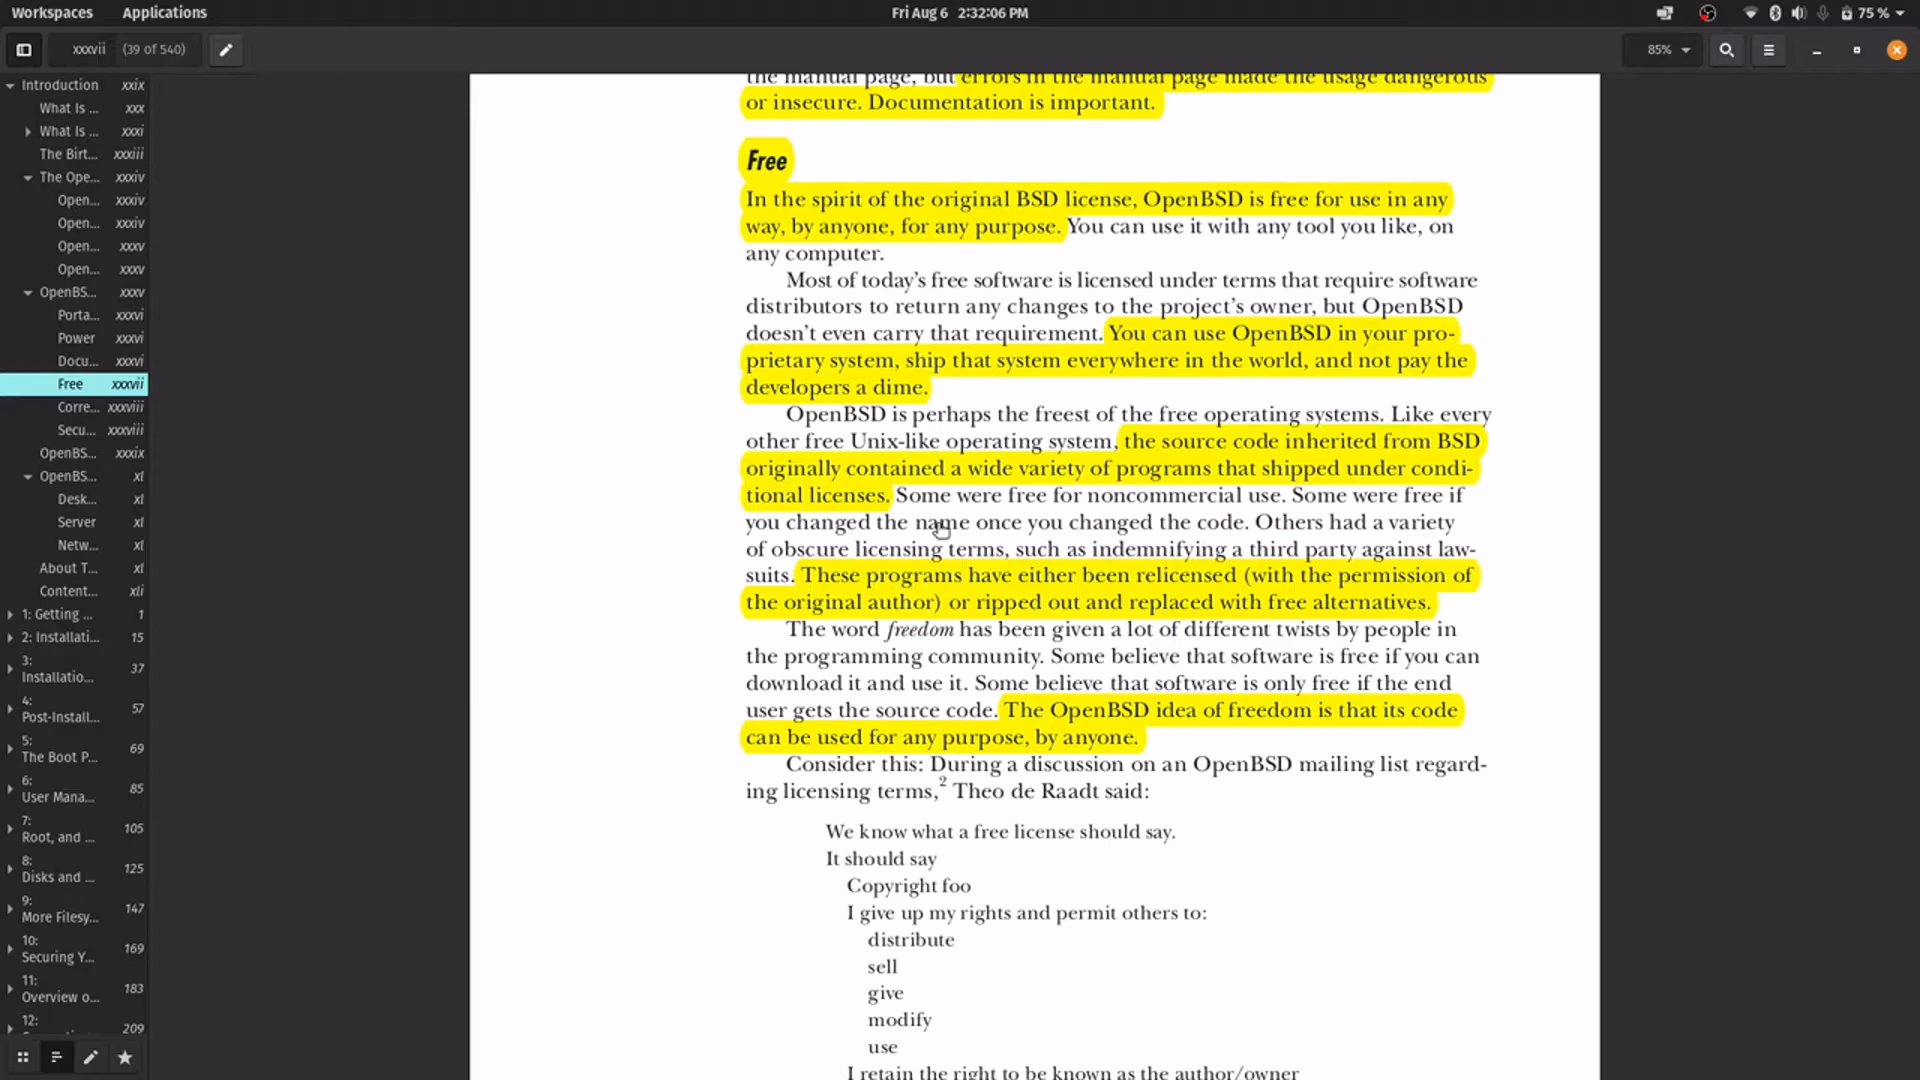 Workspaces
Applications
Fri Aug 6 2:32:06 PM
75 %
xxxvii (39 of 540)
85%
Introduction xxix
What Is ... xxx
What Is ... xxxi
The Birt... xxxiii
The Ope... xxxiv
Open... xxxiv
Open... xxxiv
Open... xxxv
Open... xxxv
OpenBS... xxxv
Porta... xxxvi
Power xxxvi
Docu... xxxvi
Free xxxvii
Corre... xxxviii
Secu... xxxviii
OpenBS... xxxix
OpenBS... xl
Desk... xl
Server xl
Netw... xl
About T... xl
Content... xli
1: Getting ... 1
2: Installati... 15
3:
Installatio... 37
4:
Post-Install... 57
5:
The Boot P... 69
6:
User Mana... 85
7:
Root, and ... 105
8:
Disks and ... 125
9:
More Filesy... 147
10:
Securing Y... 169
11:
Overview o... 183
12:
209
the manual page, but errors in the manual page made the usage dangerous
or insecure. Documentation is important.
Free
In the spirit of the original BSD license, OpenBSD is free for use in any
way, by anyone, for any purpose. You can use it with any tool you like, on
any computer.
Most of today's free software is licensed under terms that require software
distributors to return any changes to the project's owner, but OpenBSD
doesn't even carry that requirement. You can use OpenBSD in your pro-
prietary system, ship that system everywhere in the world, and not pay the
developers a dime.
OpenBSD is perhaps the freest of the free operating systems. Like every
other free Unix-like operating system, the source code inherited from BSD
originally contained a wide variety of programs that shipped under condi-
tional licenses. Some were free for noncommercial use. Some were free if
you changed the name once you changed the code. Others had a variety
of obscure licensing terms, such as indemnifying a third party against law-
suits. These programs have either been relicensed (with the permission of
the original author) or ripped out and replaced with free alternatives.
The word freedom has been given a lot of different twists by people in
the programming community. Some believe that software is free if you can
download it and use it. Some believe that software is only free if the end
user gets the source code. The OpenBSD idea of freedom is that its code
can be used for any purpose, by anyone.
Consider this: During a discussion on an OpenBSD mailing list regard-
ing licensing terms,2 Theo de Raadt said:
We know what a free license should say.
It should say
Copyright foo
I give up my rights and permit others to:
distribute
sell
give
modify
use
I retain the right to be known as the author/owner